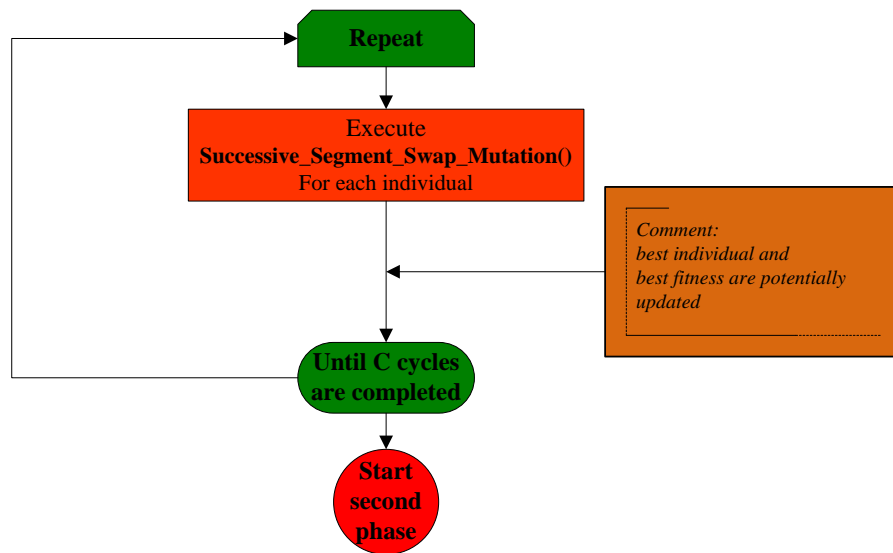 Repeat
Execute
Successive_Segment_Swap_Mutation()
For each individual
Comment:
best individual and
best fitness are potentially
updated
Until C cycles
are completed
Start
second
phase